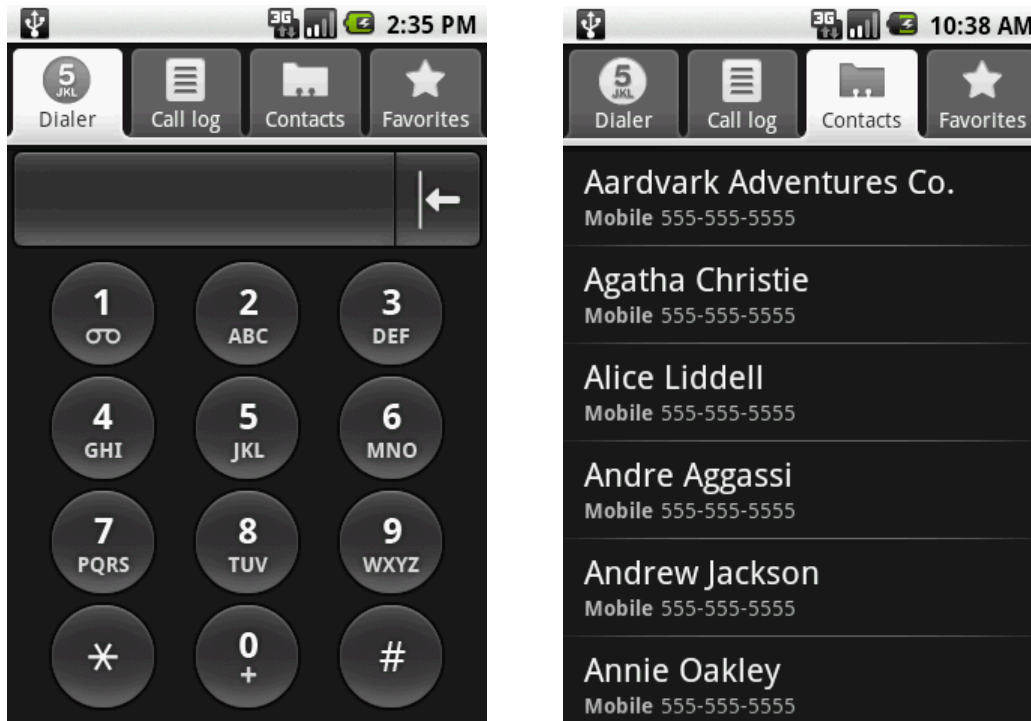 3G 2:35 PM
5
JKL
Dialer Call log Contacts Favorites
1 2 3
ABC DEF
4 5 6
GHI JKL MNO
7 8 9
PQRS TUV WXYZ
* 0 #
+
3G 10:38 AM
5
JKL
Dialer Call log Contacts Favorites
Aardvark Adventures Co.
Mobile 555-555-5555
Agatha Christie
Mobile 555-555-5555
Alice Liddell
Mobile 555-555-5555
Andre Aggassi
Mobile 555-555-5555
Andrew Jackson
Mobile 555-555-5555
Annie Oakley
Mobile 555-555-5555